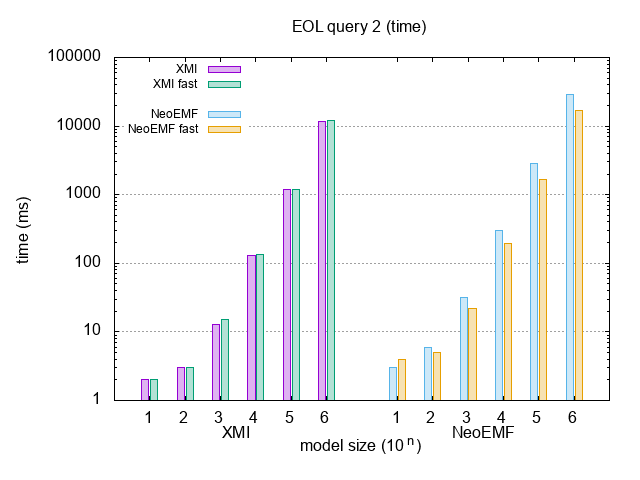 EOL query 2 (time)
100000
10000
1000
100
10
1
time (ms)
XMI
XMI fast
NeoEMF
NeoEMF fast
1 2 3 4 5 6 1 2 3 4 5 6
XMI NeoEMF
model size (10 n )